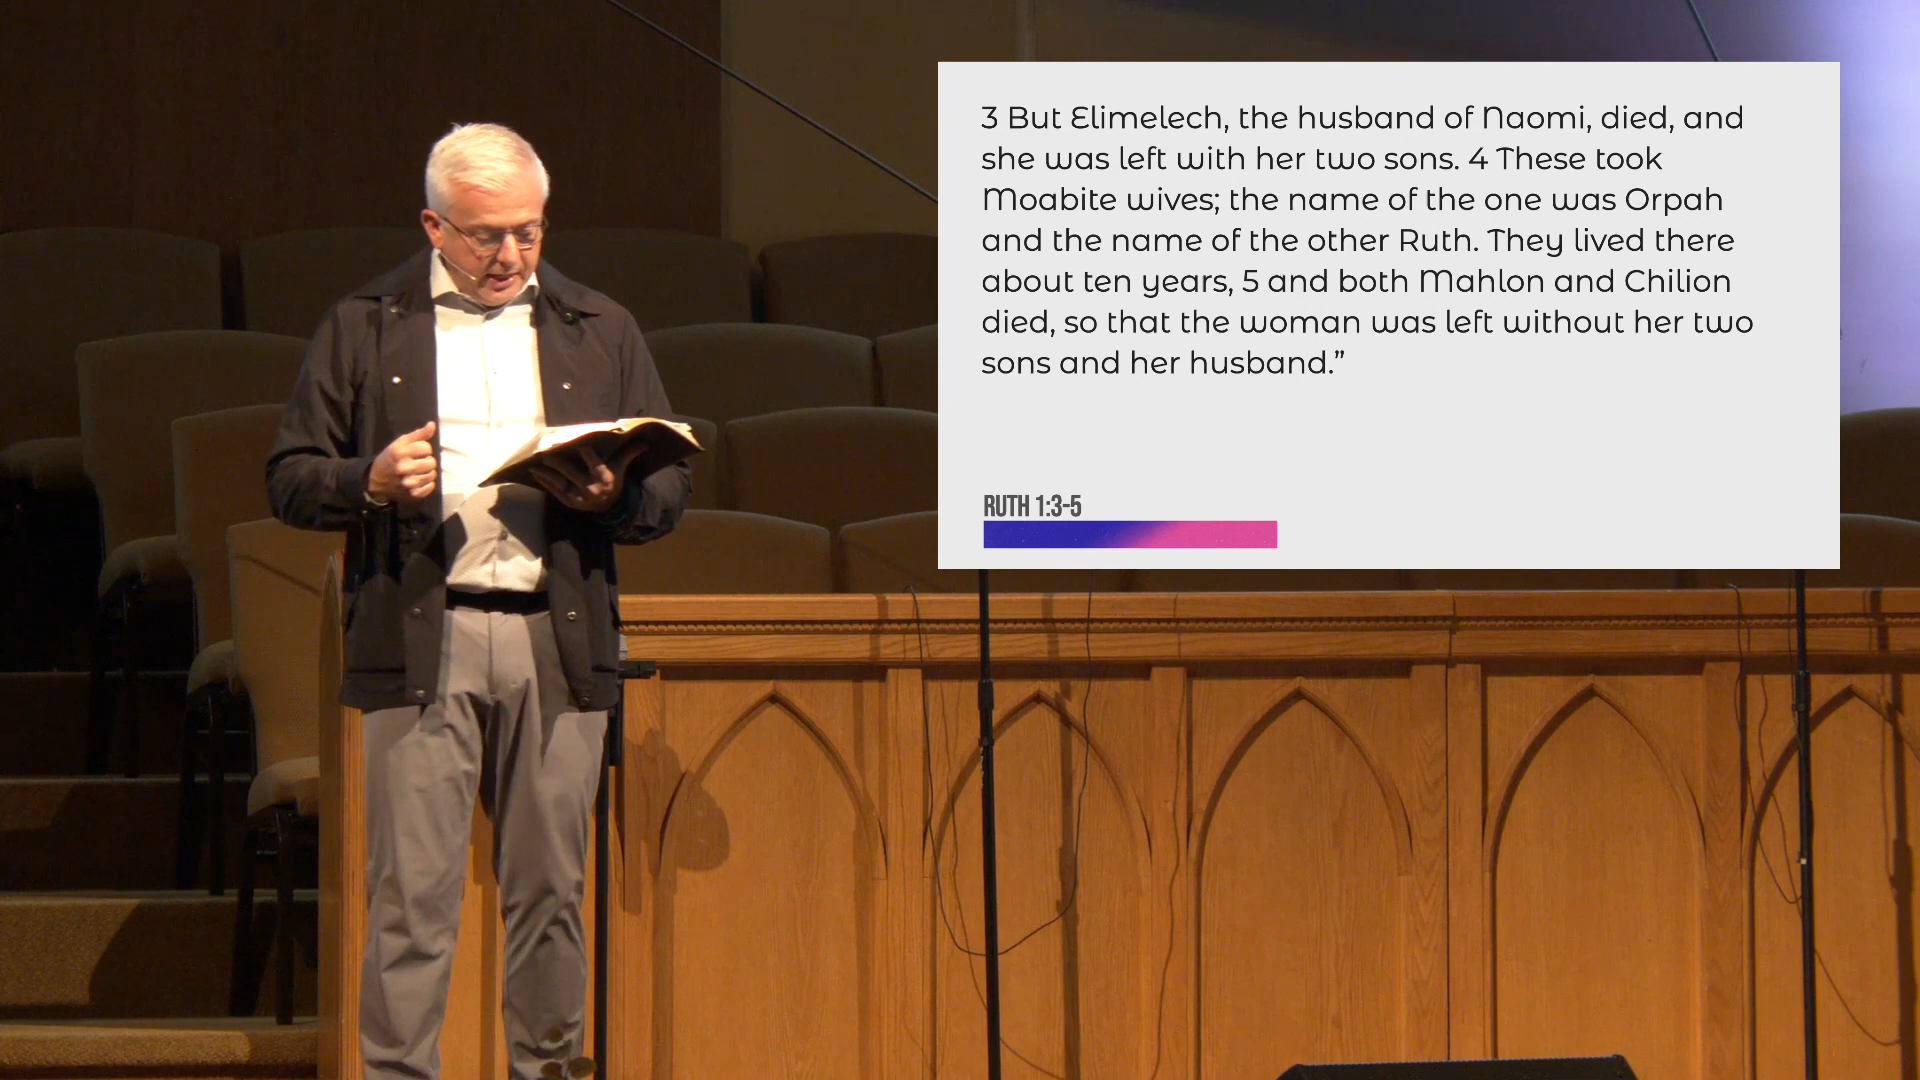 3 But Elimelech, the husband of Naomi, died, and
she was left with her two sons. 4 These took
Moabite wives; the name of the one was Orpah
and the name of the other Ruth. They lived there
about ten years, 5 and both Mahlon and Chilion
died, so that the woman was left without her two
sons and her husband.”
RUTH 1:3-5